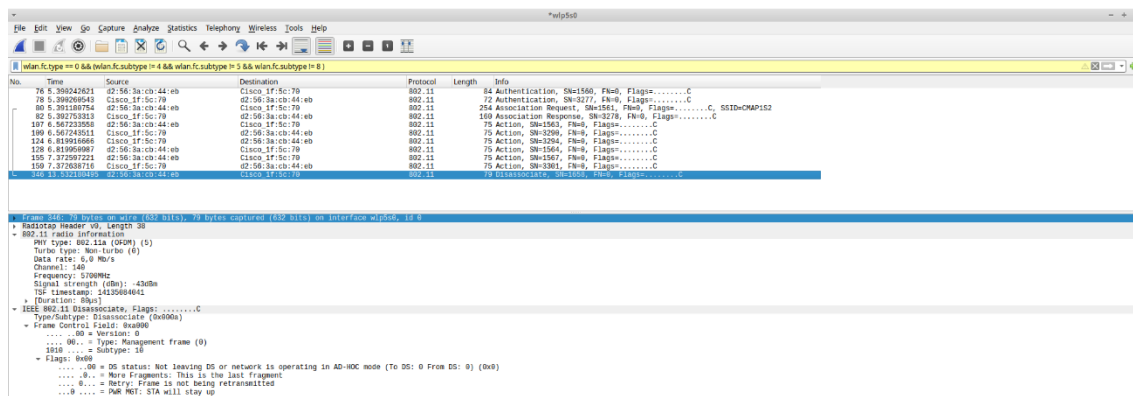 *wlp5s0
File Edit View Go Capture Analyze Statistics Telephony Wireless Tools Help
wlan.fc.type == 0 && (wlan.fc.subtype != 4 && wlan.fc.subtype != 5 && wlan.fc.subtype != 8 )
No. Time Source Destination Protocol Length Info
76 5.390242621 d2:56:3a:cb:44:eb Cisco_1f:5c:70 802.11 84 Authentication, SN=1560, FN=0, Flags=........C
78 5.390260543 Cisco_1f:5c:70 d2:56:3a:cb:44:eb 802.11 72 Authentication, SN=3277, FN=0, Flags=........C
80 5.391180754 d2:56:3a:cb:44:eb Cisco_1f:5c:70 802.11 254 Association Request, SN=1561, FN=0, Flags=........C, SSID=CMAP1S2
82 5.392753313 Cisco_1f:5c:70 d2:56:3a:cb:44:eb 802.11 160 Association Response, SN=3278, FN=0, Flags=........C
107 6.567233558 d2:56:3a:cb:44:eb Cisco_1f:5c:70 802.11 75 Action, SN=1563, FN=0, Flags=........C
109 6.567243511 Cisco_1f:5c:70 d2:56:3a:cb:44:eb 802.11 75 Action, SN=3290, FN=0, Flags=........C
124 6.819916666 Cisco_1f:5c:70 d2:56:3a:cb:44:eb 802.11 75 Action, SN=3294, FN=0, Flags=........C
128 6.819950987 d2:56:3a:cb:44:eb Cisco_1f:5c:70 802.11 75 Action, SN=1564, FN=0, Flags=........C
155 7.372597221 d2:56:3a:cb:44:eb Cisco_1f:5c:70 802.11 75 Action, SN=1567, FN=0, Flags=........C
159 7.372638716 Cisco_1f:5c:70 d2:56:3a:cb:44:eb 802.11 75 Action, SN=3301, FN=0, Flags=........C
346 13.532180495 d2:56:3a:cb:44:eb Cisco_1f:5c:70 802.11 79 Disassociate, SN=1658, FN=0, Flags=........C
Frame 346: 79 bytes on wire (632 bits), 79 bytes captured (632 bits) on interface wlp5s0, id 0
Radiotap Header v0, Length 38
802.11 radio information
PHY type: 802.11a (OFDM) (5)
Turbo type: Non-turbo (0)
Data rate: 6,0 Mb/s
Channel: 140
Frequency: 5700MHz
Signal strength (dBm): -43dBm
TSF timestamp: 14135084041
[Duration: 80µs]
IEEE 802.11 Disassociate, Flags: ........C
Type/Subtype: Disassociate (0x000a)
Frame Control Field: 0xa000
.... ..00 = Version: 0
.... 00.. = Type: Management frame (0)
1010 .... = Subtype: 10
Flags: 0x00
.... ..00 = DS status: Not leaving DS or network is operating in AD-HOC mode (To DS: 0 From DS: 0) (0x0)
.... .0.. = More Fragments: This is the last fragment
.... 0... = Retry: Frame is not being retransmitted
...0 .... = PWR MGT: STA will stay up